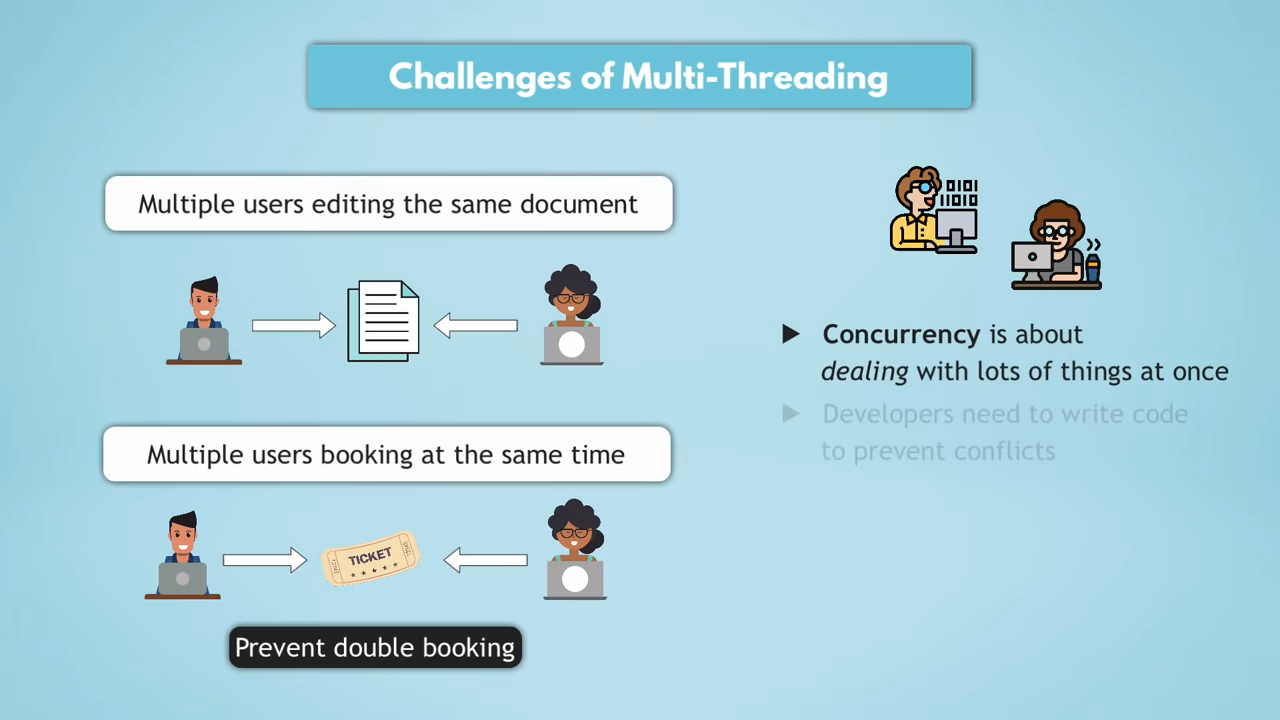 Challenges of Multi-Threading
Multiple users editing the same document
Multiple users booking at the same time
TICKET
Prevent double booking
0101
11010
► Concurrency is about
dealing with lots of things at once
► Developers need to write code
to prevent conflicts